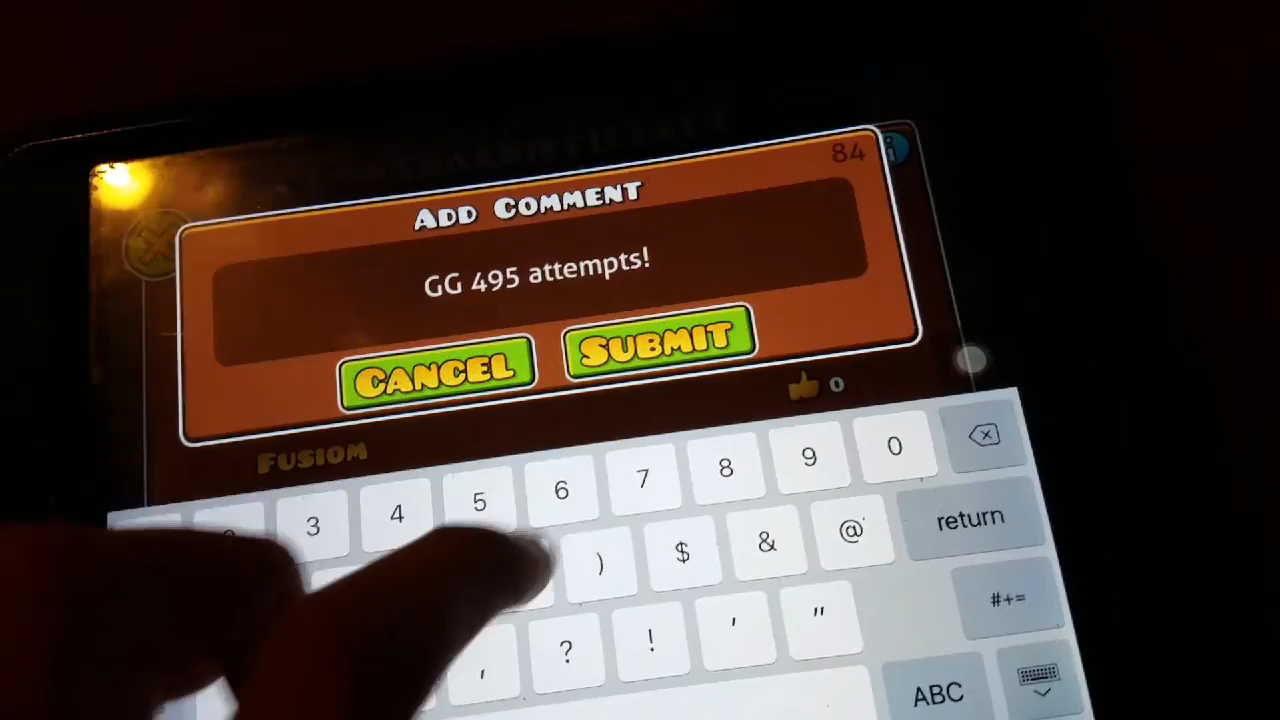 84
ADD COMMENT
GG 495 attempts!
CANCEL
SUBMIT
0
FUSIOM
3 4 5 6 7 8 9 0
) $ & @ return
, ? ! ' " #+=
ABC